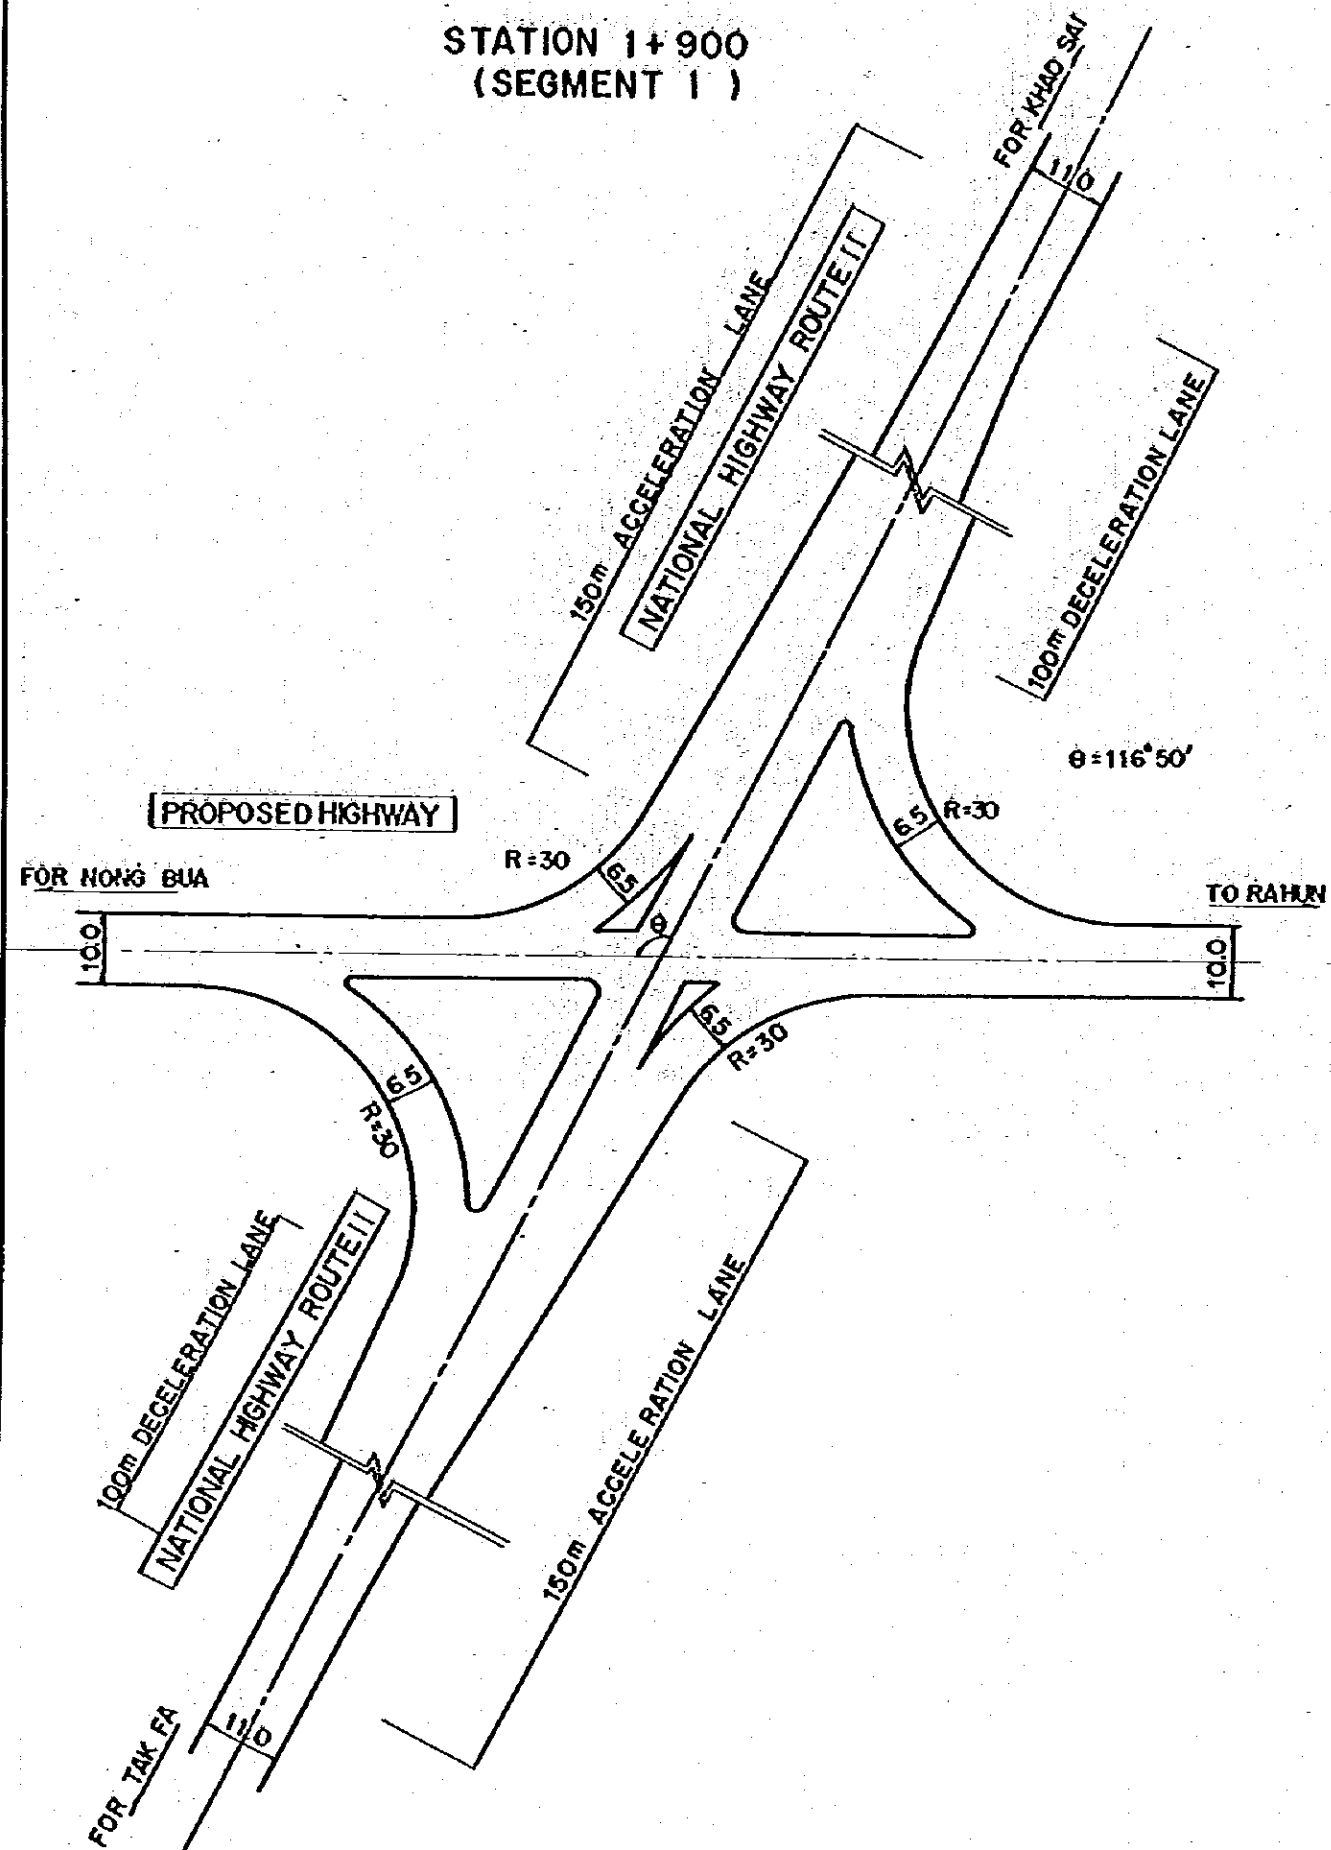 STATION 1+900
(SEGMENT 1 )
FOR KHAO SAI
11.0
150m ACCELERATION LANE
NATIONAL HIGHWAY ROUTE 11
100m DECELERATION LANE
θ=116°50'
PROPOSED HIGHWAY
R=30
6.5
6.5
R=30
FOR NONG BUA
TO RAHUN
θ
10.0
10.0
6.5
R=30
6.5
R=30
100m DECELERATION LANE
NATIONAL HIGHWAY ROUTE 11
150m ACCELERATION LANE
11.0
FOR TAK FA